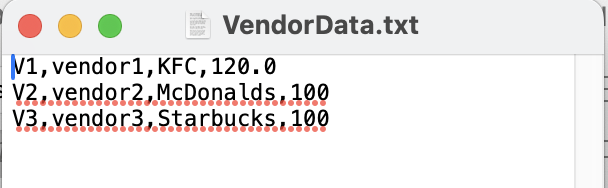 VendorData.txt
V1,vendor1,KFC,120.0
V2,vendor2,McDonalds,100
V3,vendor3,Starbucks,100